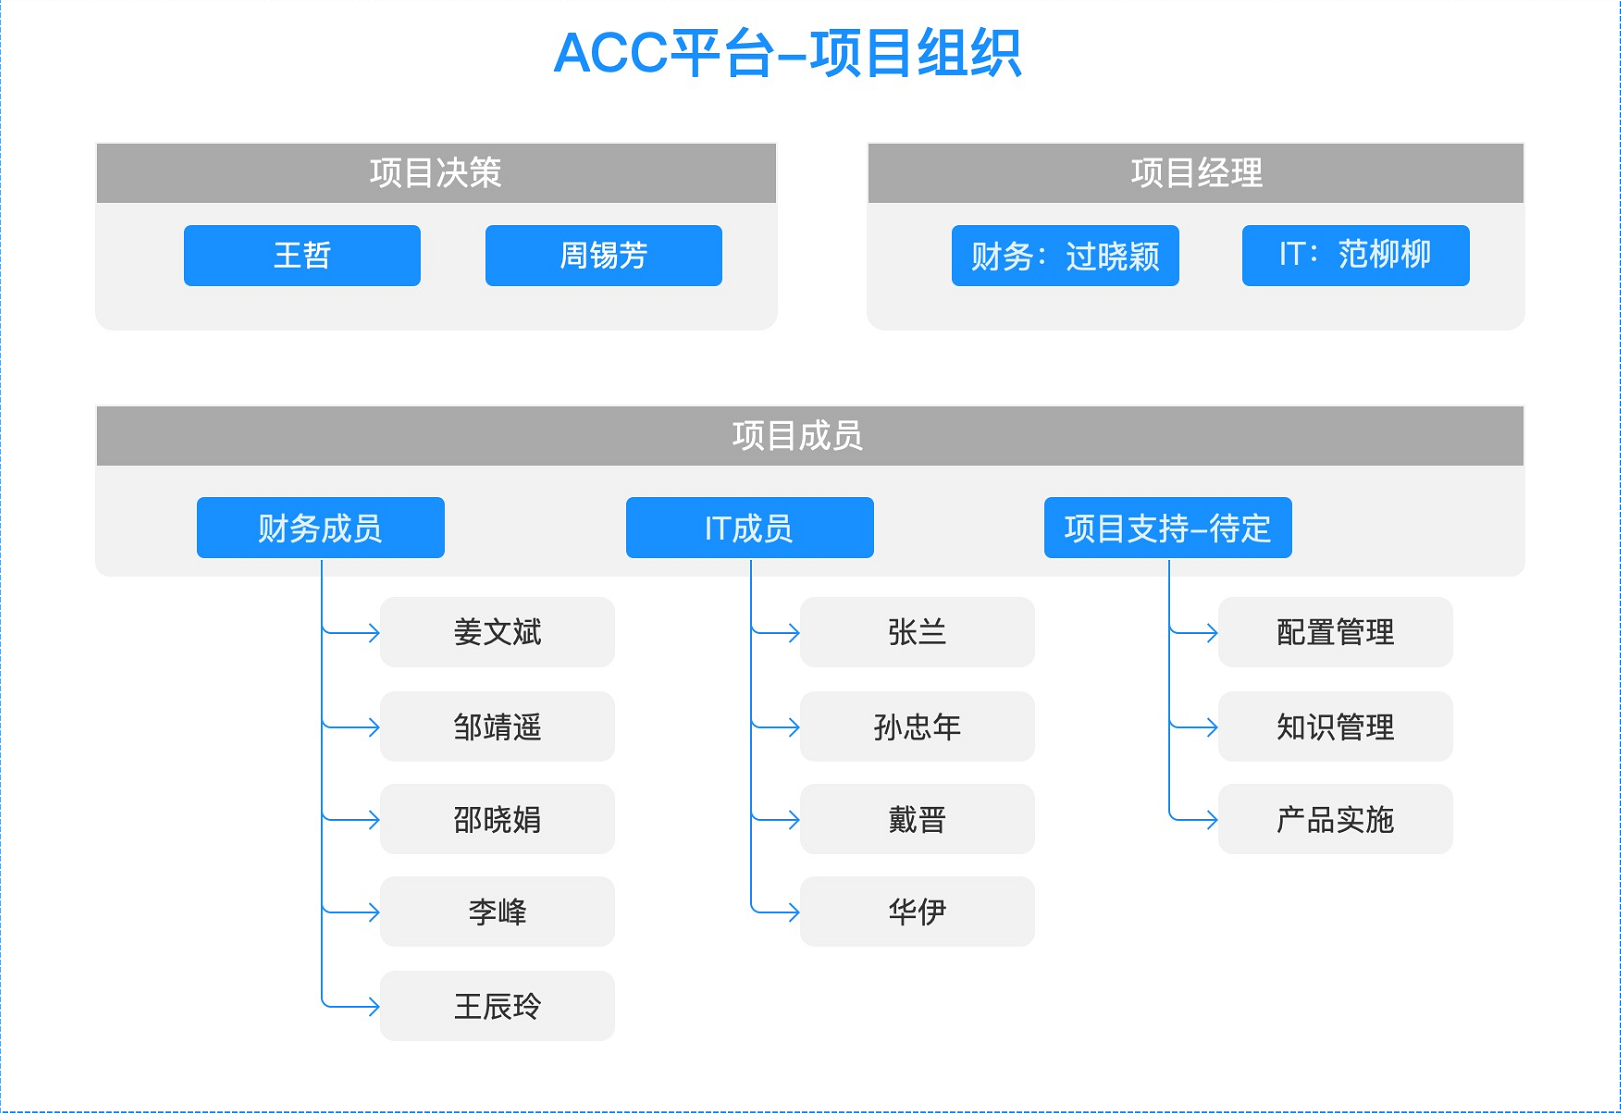 ACC平台-项目组织
项目决策
王哲
周锡芳
项目经理
财务：过晓颖
IT：范柳柳
项目成员
财务成员
姜文斌
邹靖遥
邵晓娟
李峰
王辰玲
IT成员
张兰
孙忠年
戴晋
华伊
项目支持-待定
配置管理
知识管理
产品实施